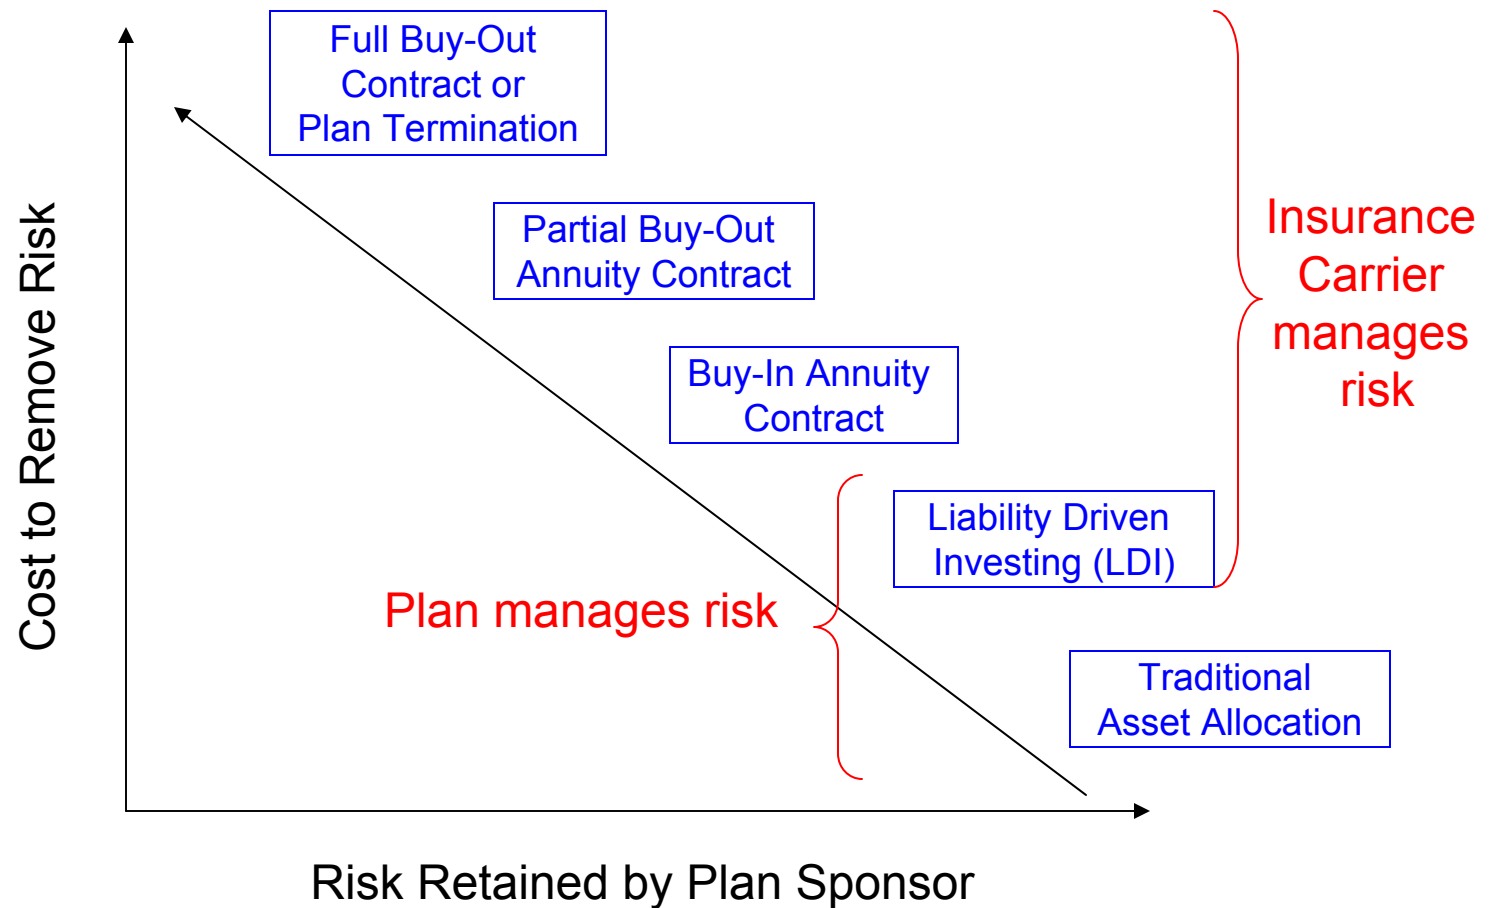 Full Buy-Out
Contract or
Plan Termination
Partial Buy-Out
Annuity Contract
Buy-In Annuity
Contract
Liability Driven
Investing (LDI)
Traditional
Asset Allocation
Insurance
Carrier
manages
risk
Plan manages risk
Cost to Remove Risk
Risk Retained by Plan Sponsor